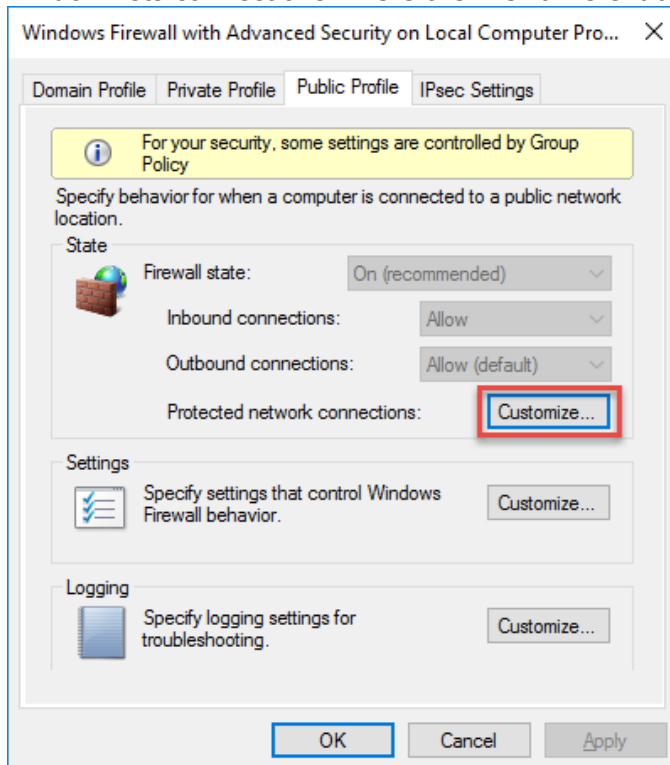 Windows Firewall with Advanced Security on Local Computer Pro...
Domain Profile Private Profile Public Profile IPsec Settings
For your security, some settings are controlled by Group
Policy
Specify behavior for when a computer is connected to a public network
location.
State
Firewall state: On (recommended)
Inbound connections: Allow
Outbound connections: Allow (default)
Protected network connections: Customize...
Settings
Specify settings that control Windows
Firewall behavior.
Customize...
Logging
Specify logging settings for
troubleshooting.
Customize...
OK Cancel Apply